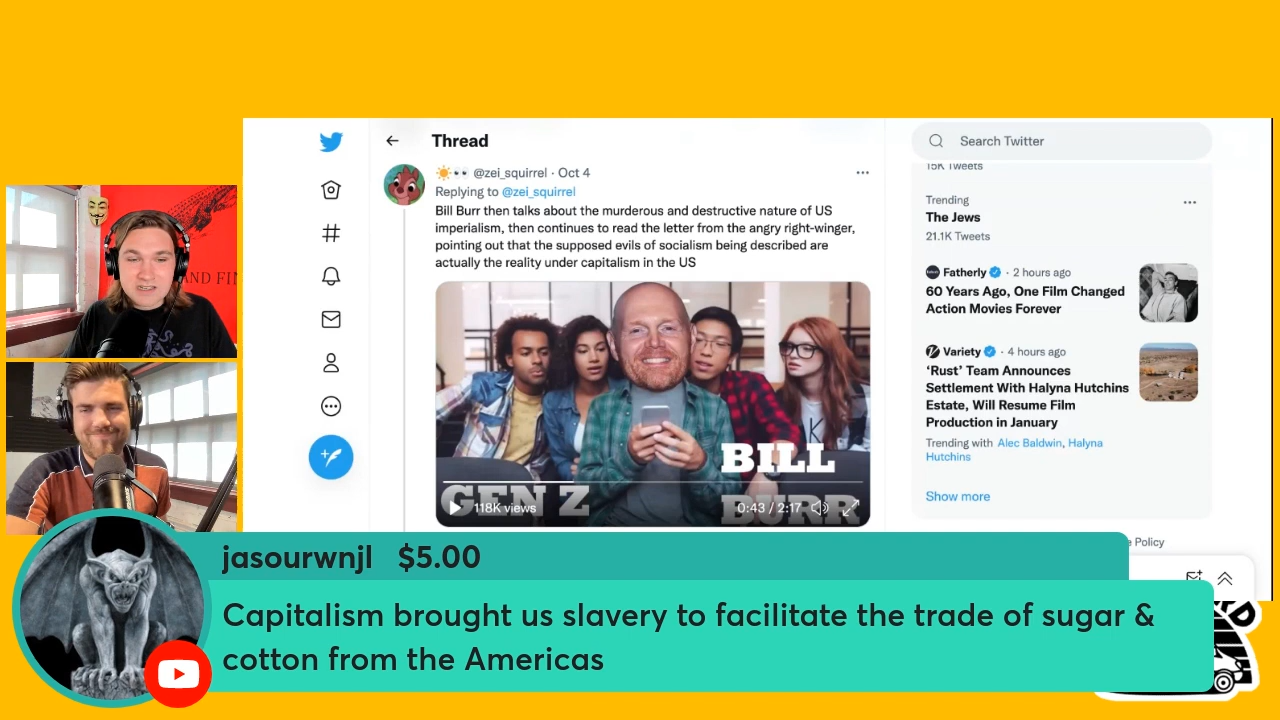 AND FIN
Thread
@zei_squirrel · Oct 4
Replying to @zei_squirrel
Bill Burr then talks about the murderous and destructive nature of US
imperialism, then continues to read the letter from the angry right-winger,
pointing out that the supposed evils of socialism being described are
actually the reality under capitalism in the US
BILL
GEN Z
BURR
118K views
0:43 / 2:17
Search Twitter
15K Tweets
Trending
The Jews
21.1K Tweets
Fatherly · 2 hours ago
60 Years Ago, One Film Changed
Action Movies Forever
Variety · 4 hours ago
‘Rust’ Team Announces
Settlement With Halyna Hutchins
Estate, Will Resume Film
Production in January
Trending with Alec Baldwin, Halyna
Hutchins
Show more
Policy
jasourwnjl $5.00
Capitalism brought us slavery to facilitate the trade of sugar &
cotton from the Americas